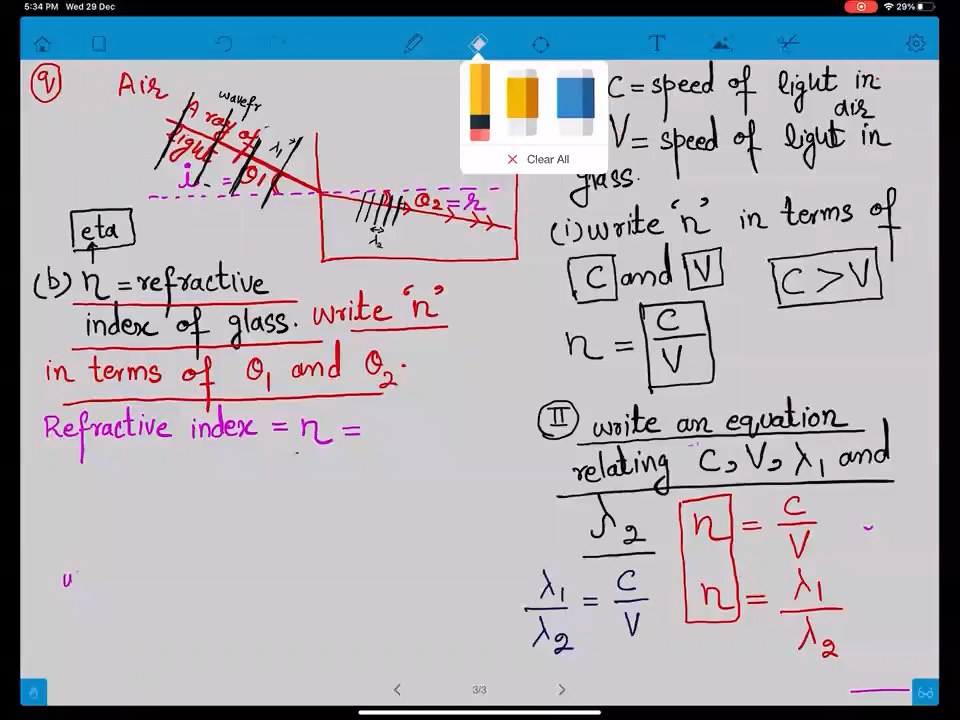 5:34 PM Wed 29 Dec
29%
T
Clear All
9
Air
A ray of
light
wavefr
λ1
i = θ1
θ2 = r
λ2
eta
(b) η = refractive
index of glass. Write 'η'
in terms of θ1 and θ2.
Refractive index = η =
C = speed of light in
air
V = speed of light in
glass.
(i) write 'η' in terms of
C and V
C > V
η = C/V
II write an equation
relating C, V, λ1 and
λ2
η = C/V
λ1/λ2 = C/V
η = λ1/λ2
3/3